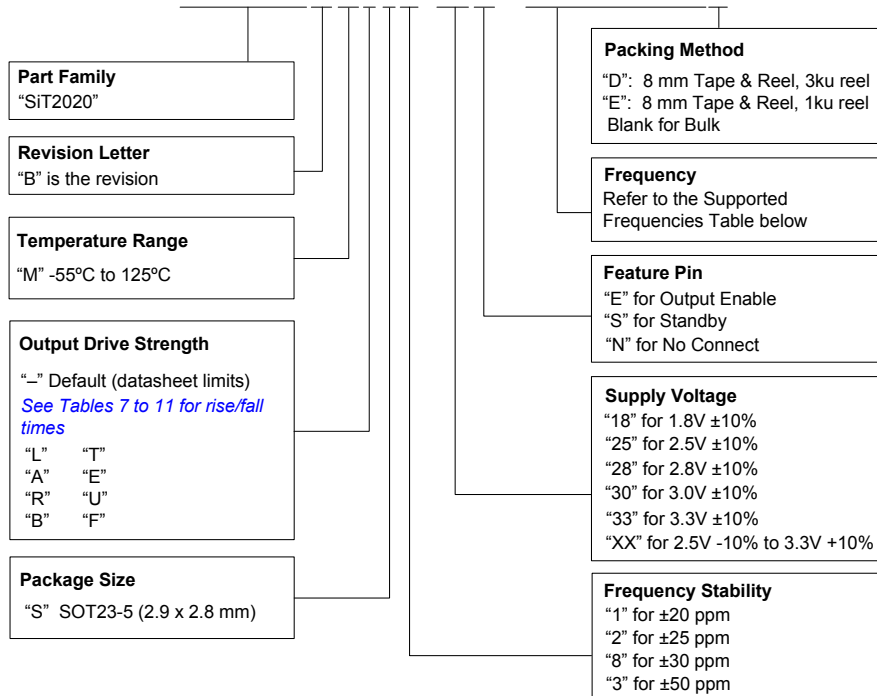 Part Family
“SiT2020”
Revision Letter
“B” is the revision
Temperature Range
“M” -55ºC to 125ºC
Output Drive Strength
“–” Default (datasheet limits)
See Tables 7 to 11 for rise/fall
times
“L” “T”
“A” “E”
“R” “U”
“B” “F”
Package Size
“S” SOT23-5 (2.9 x 2.8 mm)
Packing Method
“D”: 8 mm Tape & Reel, 3ku reel
“E”: 8 mm Tape & Reel, 1ku reel
Blank for Bulk
Frequency
Refer to the Supported
Frequencies Table below
Feature Pin
“E” for Output Enable
“S” for Standby
“N” for No Connect
Supply Voltage
“18” for 1.8V ±10%
“25” for 2.5V ±10%
“28” for 2.8V ±10%
“30” for 3.0V ±10%
“33” for 3.3V ±10%
“XX” for 2.5V -10% to 3.3V +10%
Frequency Stability
“1” for ±20 ppm
“2” for ±25 ppm
“8” for ±30 ppm
“3” for ±50 ppm